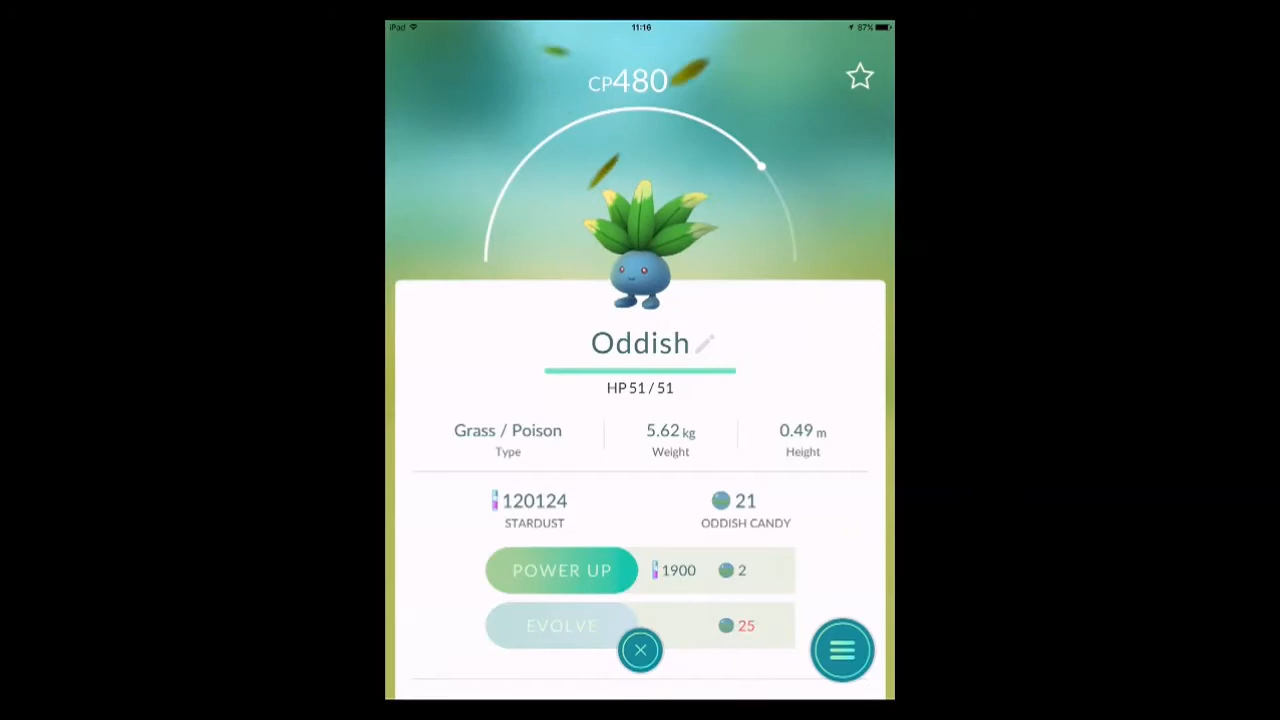 iPad 11:16 87%
CP480
Oddish
HP 51 / 51
Grass / Poison 5.62 kg 0.49 m
Type Weight Height
120124 21
STARDUST ODDISH CANDY
POWER UP 1900 2
EVOLVE 25